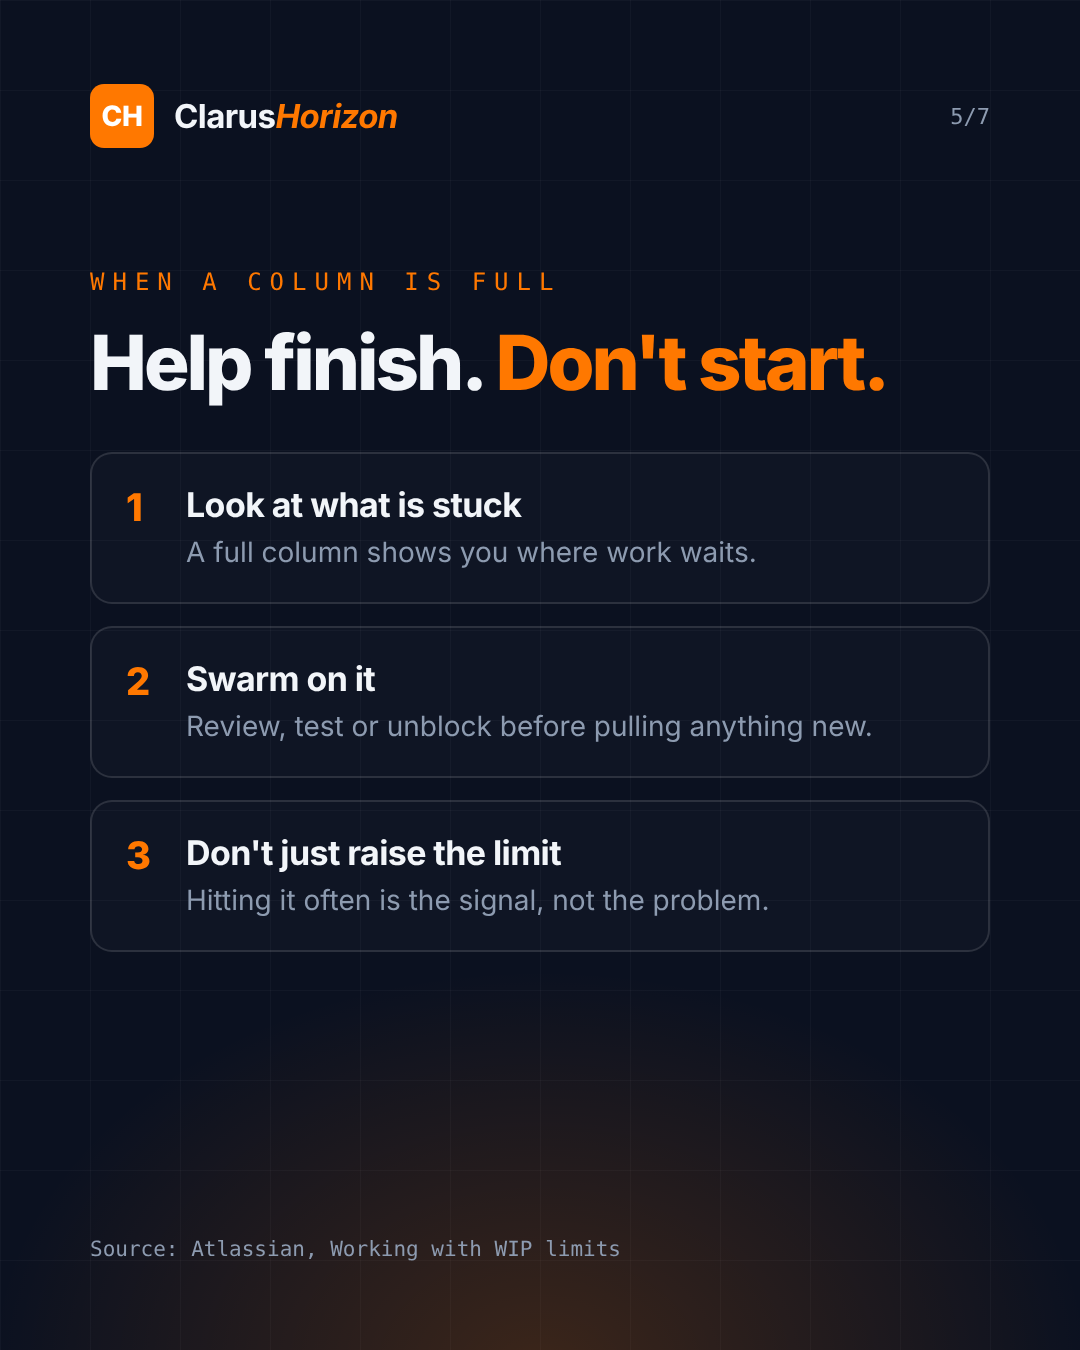 CH
ClarusHorizon
5/7
WHEN A COLUMN IS FULL
Help finish. Don't start.
1
Look at what is stuck
A full column shows you where work waits.
2
Swarm on it
Review, test or unblock before pulling anything new.
3
Don't just raise the limit
Hitting it often is the signal, not the problem.
Source: Atlassian, Working with WIP limits